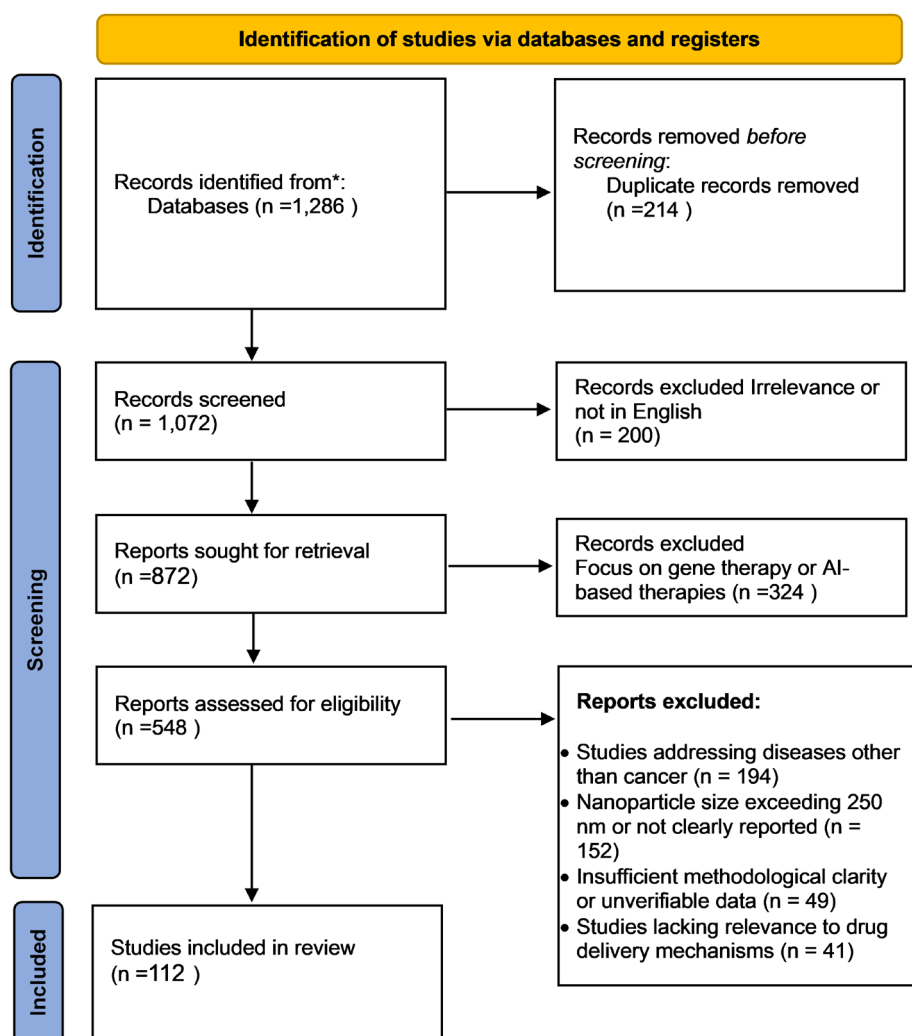 Identification of studies via databases and registers
Identification
Records identified from*:
Databases (n =1,286 )
Records removed before
screening:
Duplicate records removed
(n =214 )
Screening
Records screened
(n = 1,072)
Records excluded Irrelevance or
not in English
(n = 200)
Reports sought for retrieval
(n =872)
Records excluded
Focus on gene therapy or AI-
based therapies (n =324 )
Reports assessed for eligibility
(n =548 )
Reports excluded:
• Studies addressing diseases other
than cancer (n = 194)
• Nanoparticle size exceeding 250
nm or not clearly reported (n =
152)
• Insufficient methodological clarity
or unverifiable data (n = 49)
• Studies lacking relevance to drug
delivery mechanisms (n = 41)
Included
Studies included in review
(n =112 )